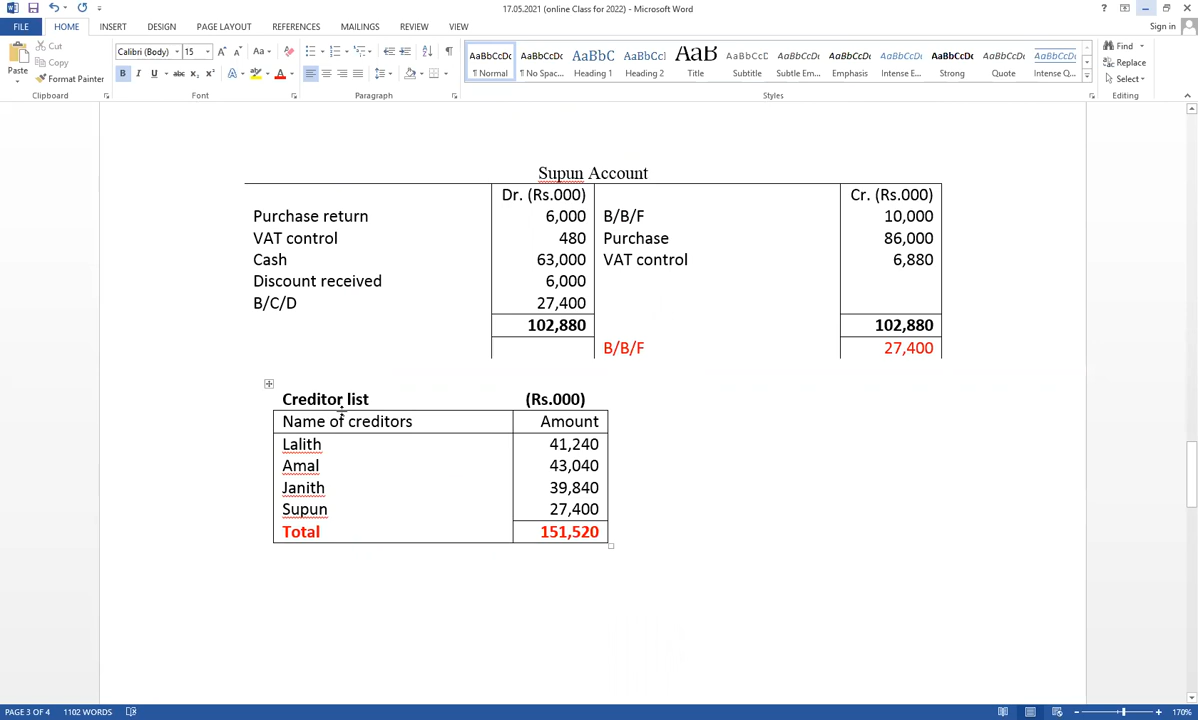 17.05.2021 (online Class for 2022) - Microsoft Word
Sign in
FILE HOME INSERT DESIGN PAGE LAYOUT REFERENCES MAILINGS REVIEW VIEW
Paste
Cut
Copy
Format Painter
Clipboard
Calibri (Body) 15
Font
Paragraph
AaBbCcDc AaBbCcDc AaBbC AaBbCcI AaB AaBbCcC AaBbCcDt AaBbCcDt AaBbCcDt AaBbCcDc AaBbCcDt AaBbCcDt
¶ Normal ¶ No Spac... Heading 1 Heading 2 Title Subtitle Subtle Em... Emphasis Intense E... Strong Quote Intense Q...
Styles
Find
Replace
Select
Editing
Supun Account
Dr. (Rs.000) Cr. (Rs.000)
Purchase return 6,000 B/B/F 10,000
VAT control 480 Purchase 86,000
Cash 63,000 VAT control 6,880
Discount received 6,000
B/C/D 27,400
102,880 102,880
B/B/F 27,400
Creditor list (Rs.000)
Name of creditors Amount
Lalith 41,240
Amal 43,040
Janith 39,840
Supun 27,400
Total 151,520
PAGE 3 OF 4 1102 WORDS 170%